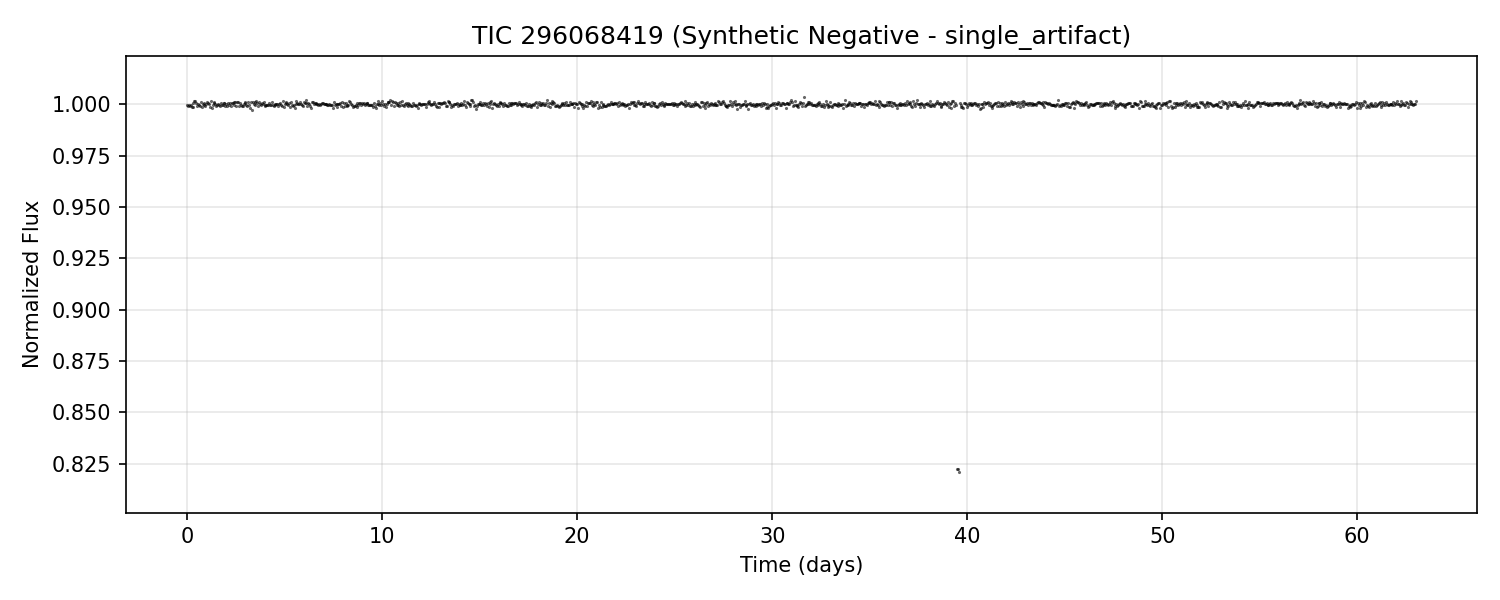 TIC 296068419 (Synthetic Negative - single_artifact)
Normalized Flux
1.000
0.975
0.950
0.925
0.900
0.875
0.850
0.825
0 10 20 30 40 50 60
Time (days)